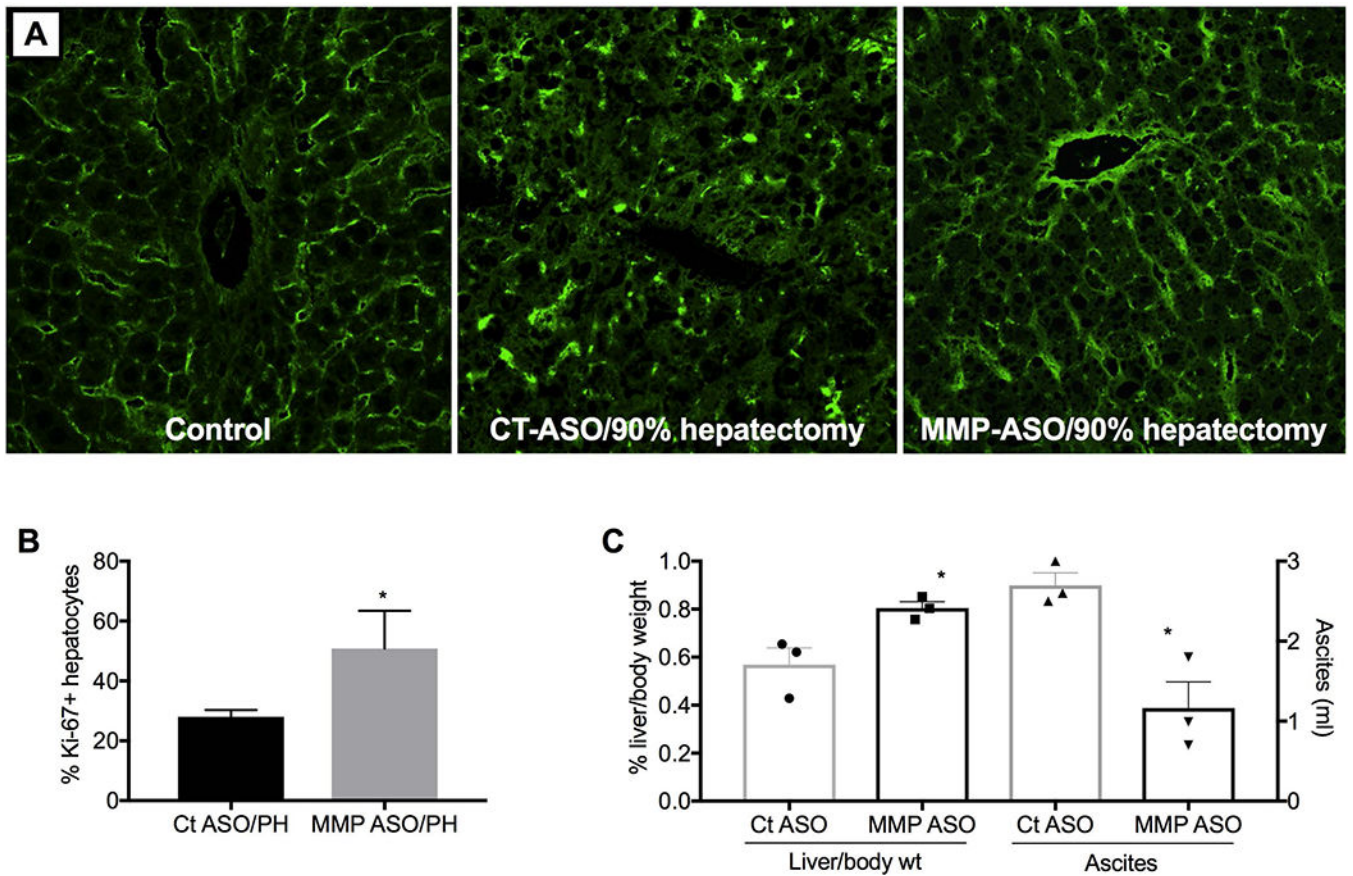 A
Control
CT-ASO/90% hepatectomy
MMP-ASO/90% hepatectomy
B
% Ki-67+ hepatocytes
80
60
40
20
0
Ct ASO/PH
MMP ASO/PH
*
C
% liver/body weight
1.0
0.8
0.6
0.4
0.2
0.0
*
*
Ascites (ml)
3
2
1
0
Ct ASO
MMP ASO
Ct ASO
MMP ASO
Liver/body wt
Ascites